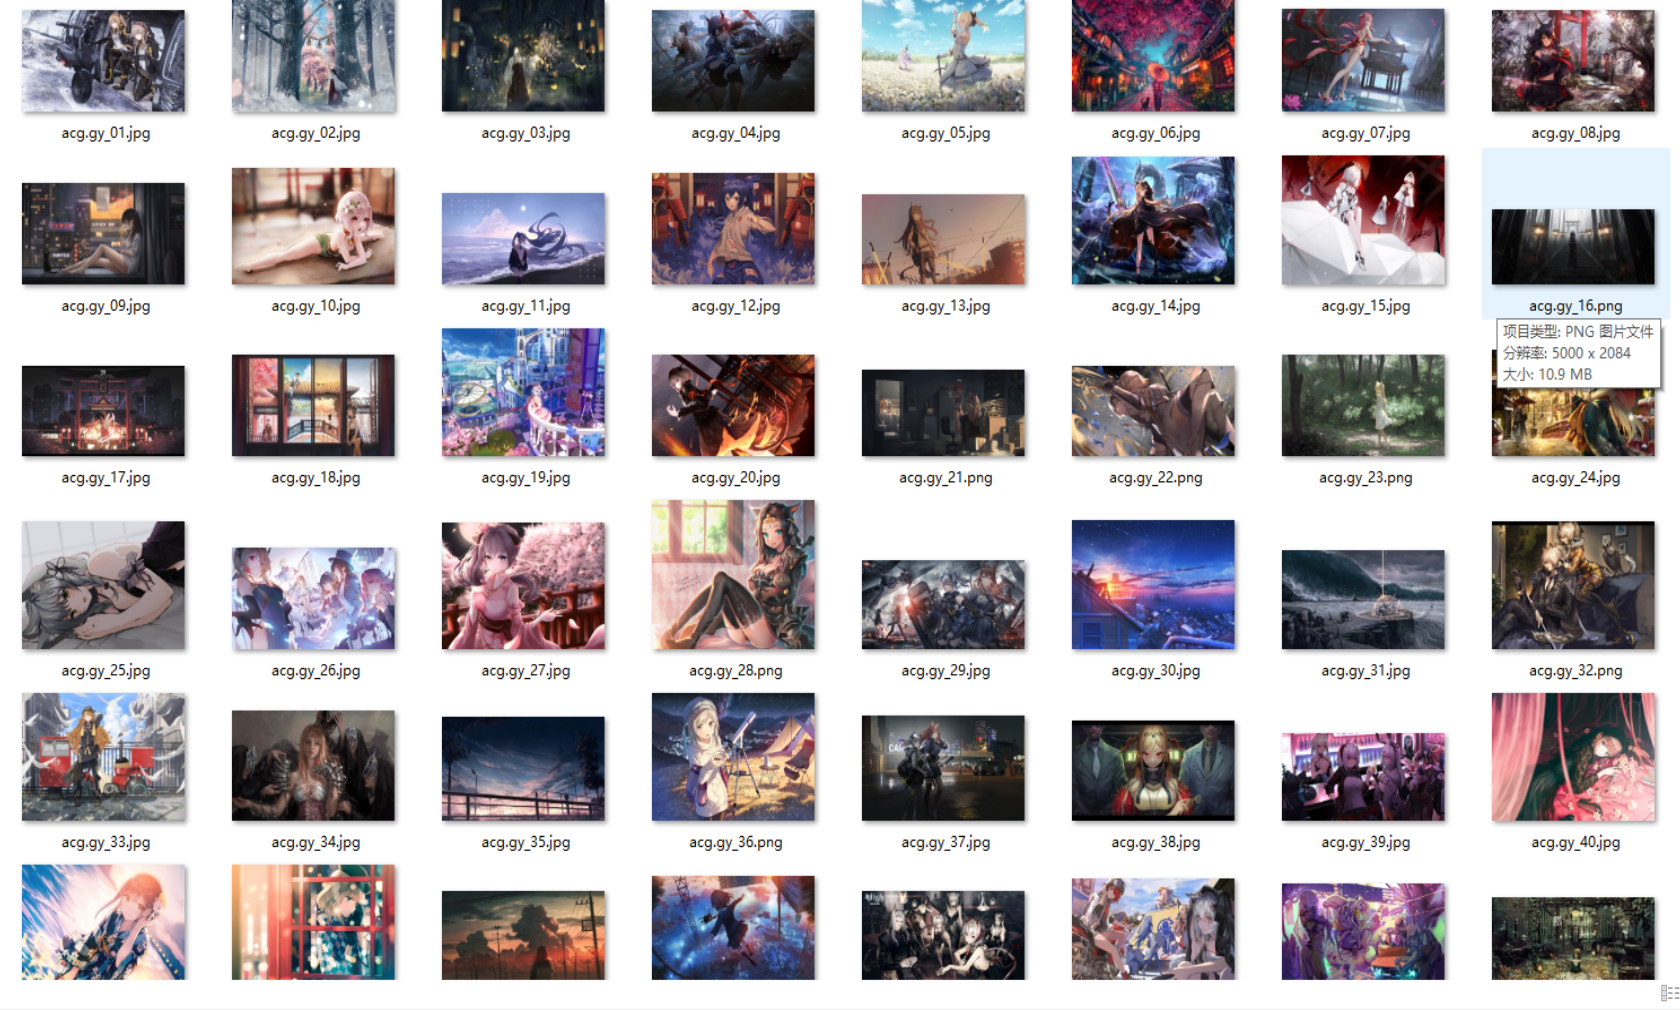 acg.gy_01.jpg
acg.gy_02.jpg
acg.gy_03.jpg
acg.gy_04.jpg
acg.gy_05.jpg
acg.gy_06.jpg
acg.gy_07.jpg
acg.gy_08.jpg
acg.gy_09.jpg
acg.gy_10.jpg
acg.gy_11.jpg
acg.gy_12.jpg
acg.gy_13.jpg
acg.gy_14.jpg
acg.gy_15.jpg
acg.gy_16.png
项目类型: PNG 图片文件
分辨率: 5000 x 2084
大小: 10.9 MB
acg.gy_17.jpg
acg.gy_18.jpg
acg.gy_19.jpg
acg.gy_20.jpg
acg.gy_21.png
acg.gy_22.png
acg.gy_23.png
acg.gy_24.jpg
acg.gy_25.jpg
acg.gy_26.jpg
acg.gy_27.jpg
acg.gy_28.png
acg.gy_29.jpg
acg.gy_30.jpg
acg.gy_31.jpg
acg.gy_32.png
acg.gy_33.jpg
acg.gy_34.jpg
acg.gy_35.jpg
acg.gy_36.png
acg.gy_37.jpg
acg.gy_38.jpg
acg.gy_39.jpg
acg.gy_40.jpg